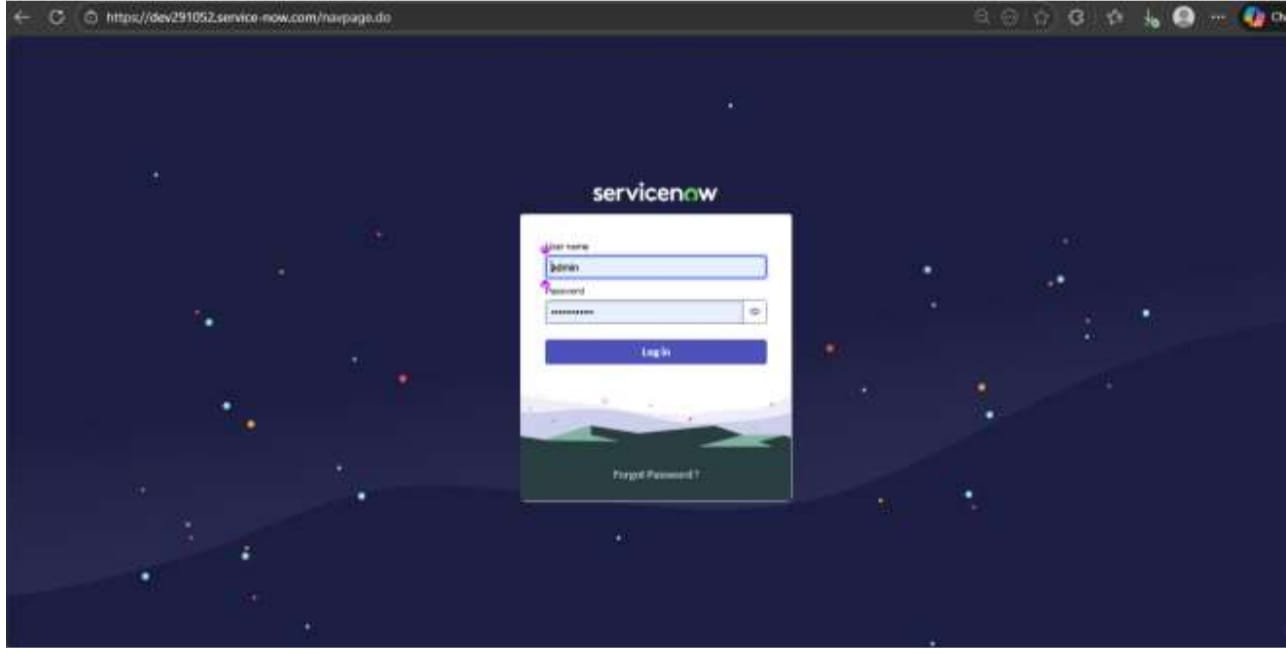 https://dev291052.service-now.com/navpage.do
servicenow
User name
admin
Password
Log in
Forgot Password ?